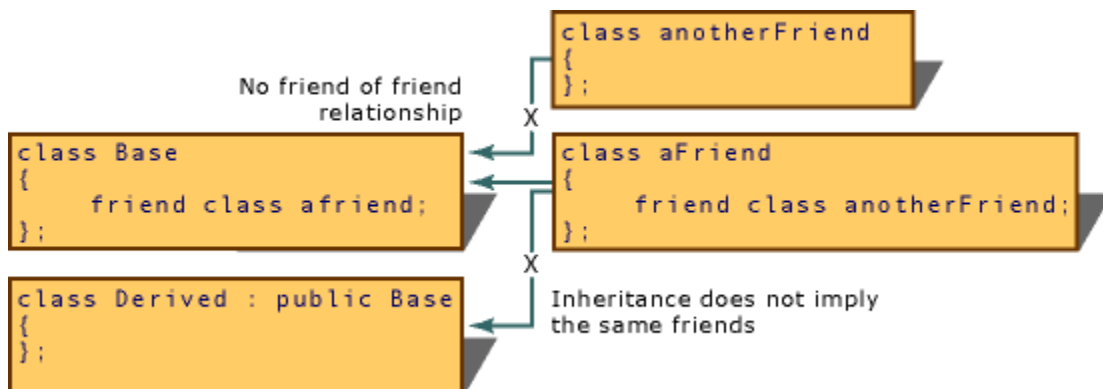 class anotherFriend
{
};
No friend of friend
relationship
X
class Base
{
friend class afriend;
};
class aFriend
{
friend class anotherFriend;
};
X
class Derived : public Base
{
};
Inheritance does not imply
the same friends